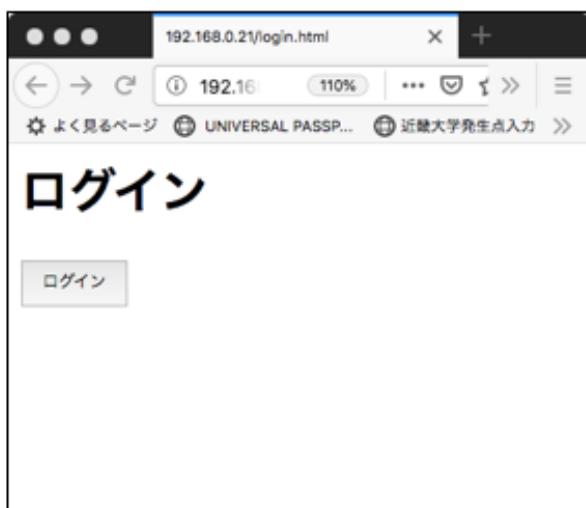 192.168.0.21/login.html
192.16
110%
よく見るページ UNIVERSAL PASSP... 近畿大学発生点入力
ログイン
ログイン